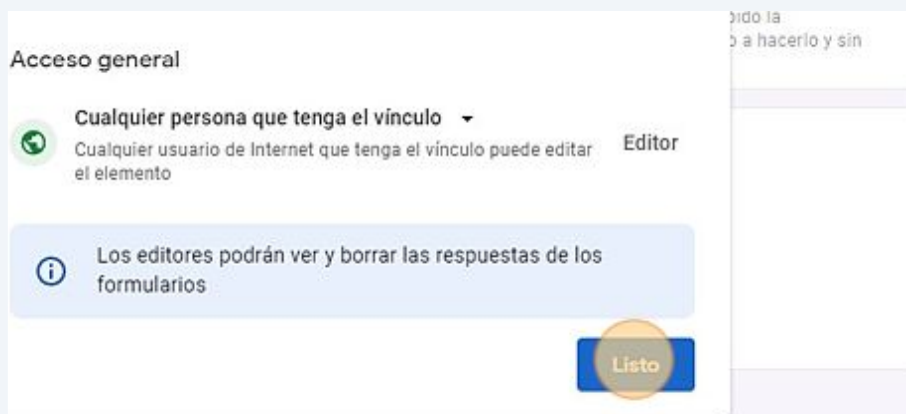 la
a hacerlo y sin
Acceso general
Cualquier persona que tenga el vínculo
Cualquier usuario de Internet que tenga el vínculo puede editar
el elemento
Editor
Los editores podrán ver y borrar las respuestas de los
formularios
Listo